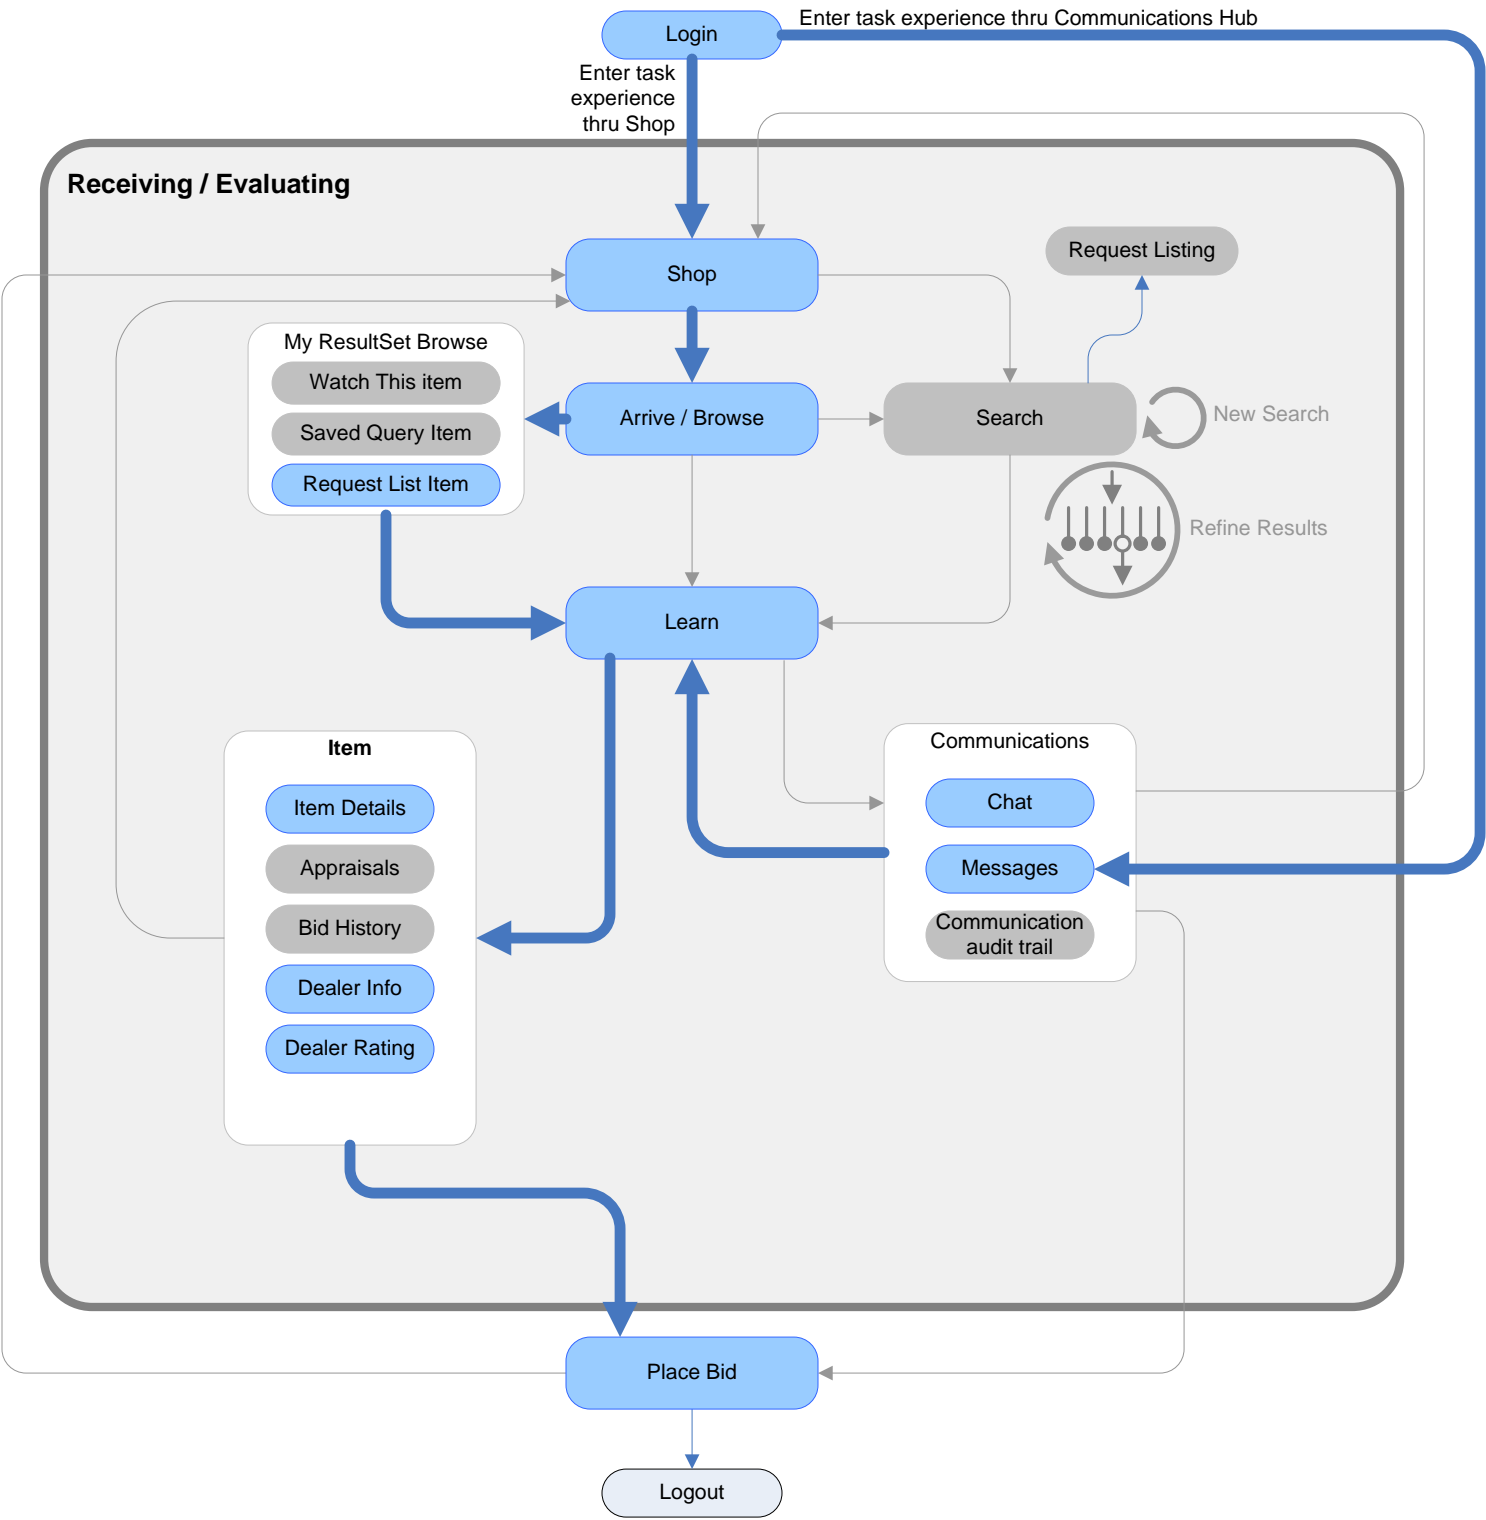 Enter task experience thru Communications Hub
Login
Enter task
experience
thru Shop
Receiving / Evaluating
Request Listing
Shop
My ResultSet Browse
Watch This item
Saved Query Item
Request List Item
Arrive / Browse
Search
New Search
Refine Results
Learn
Item
Item Details
Appraisals
Bid History
Dealer Info
Dealer Rating
Communications
Chat
Messages
Communication
audit trail
Place Bid
Logout